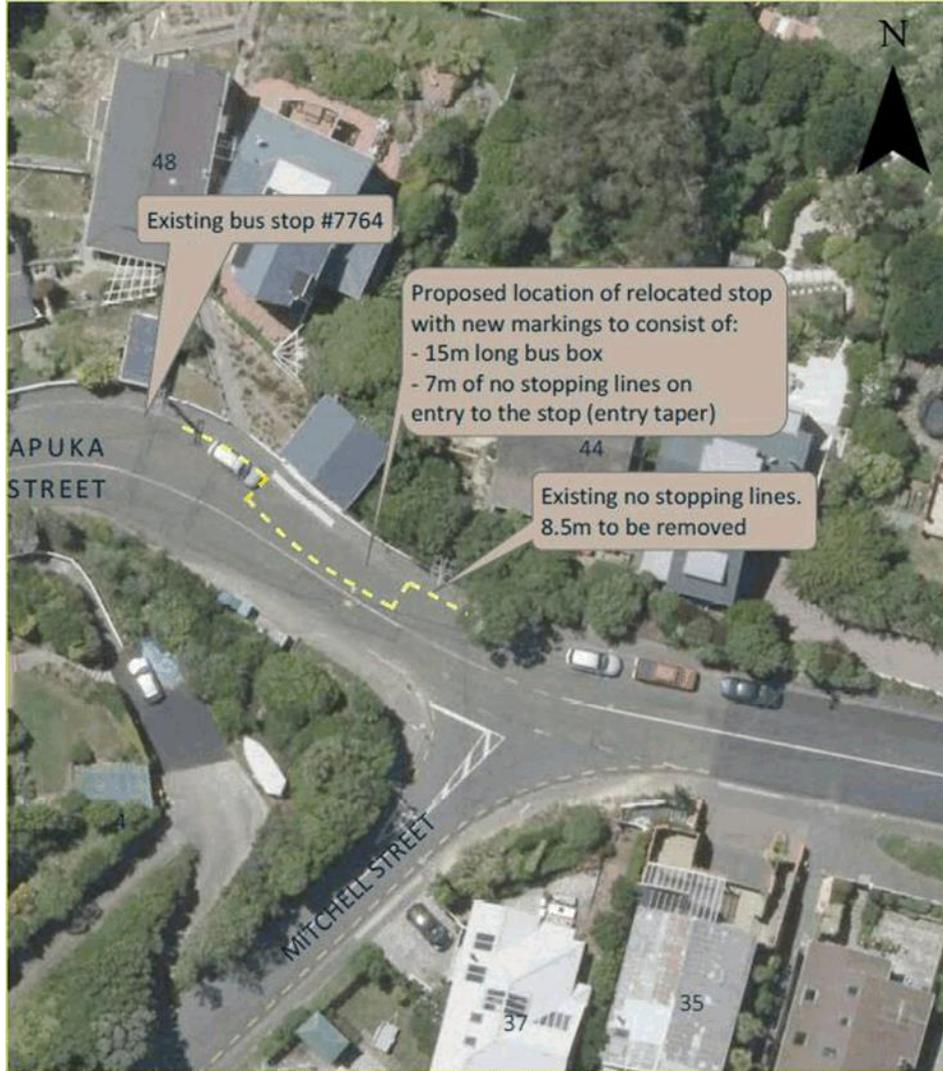 N
48
Existing bus stop #7764
Proposed location of relocated stop
with new markings to consist of:
- 15m long bus box
- 7m of no stopping lines on
entry to the stop (entry taper)
44
APUKA
STREET
Existing no stopping lines.
8.5m to be removed
4
MITCHELL STREET
37
35